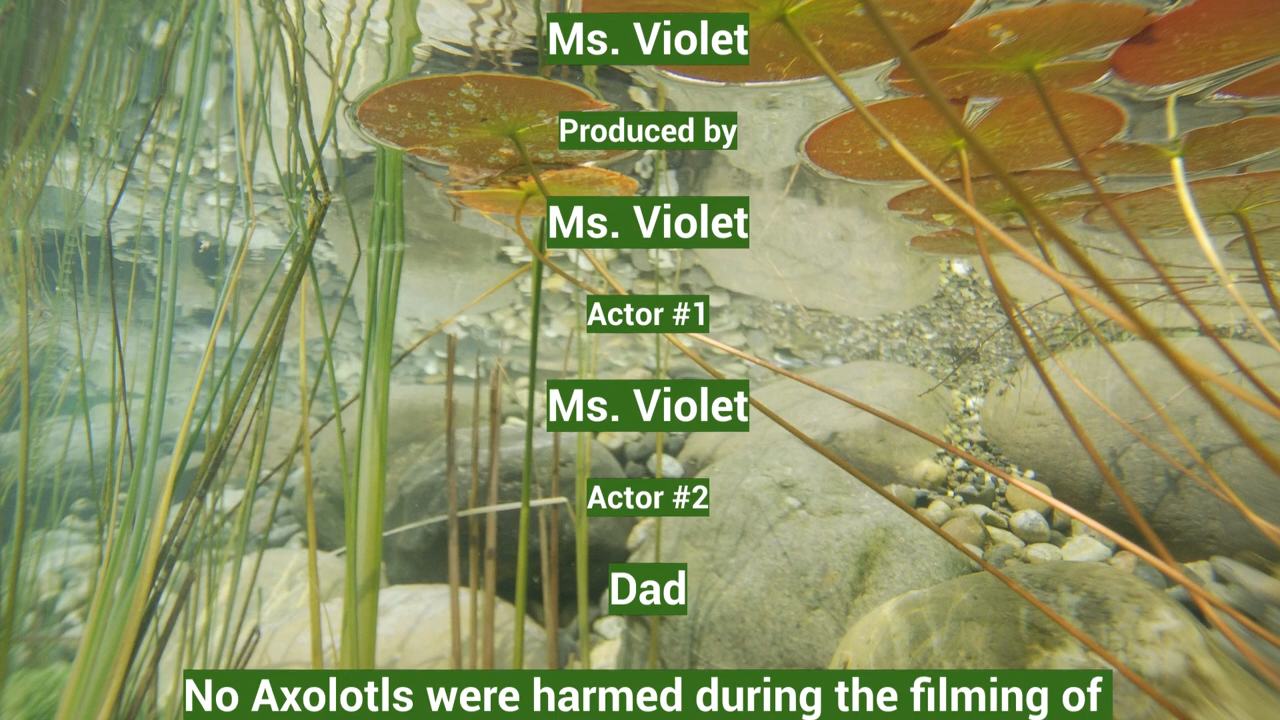 Ms. Violet
Produced by
Ms. Violet
Actor #1
Ms. Violet
Actor #2
Dad
No Axolotls were harmed during the filming of